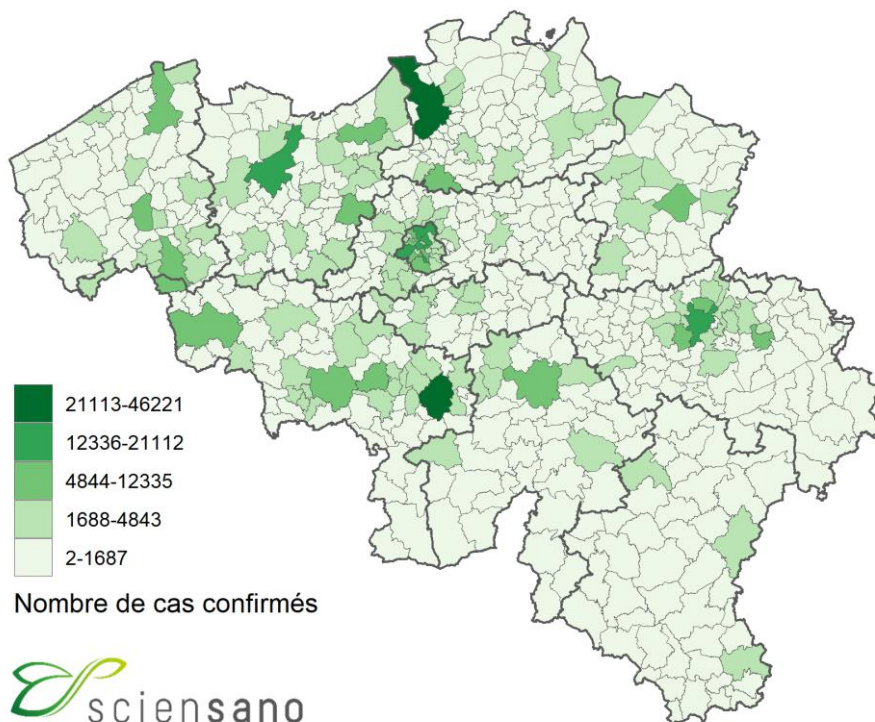 21113-46221
12336-21112
4844-12335
1688-4843
2-1687
Nombre de cas confirmés
sciensano